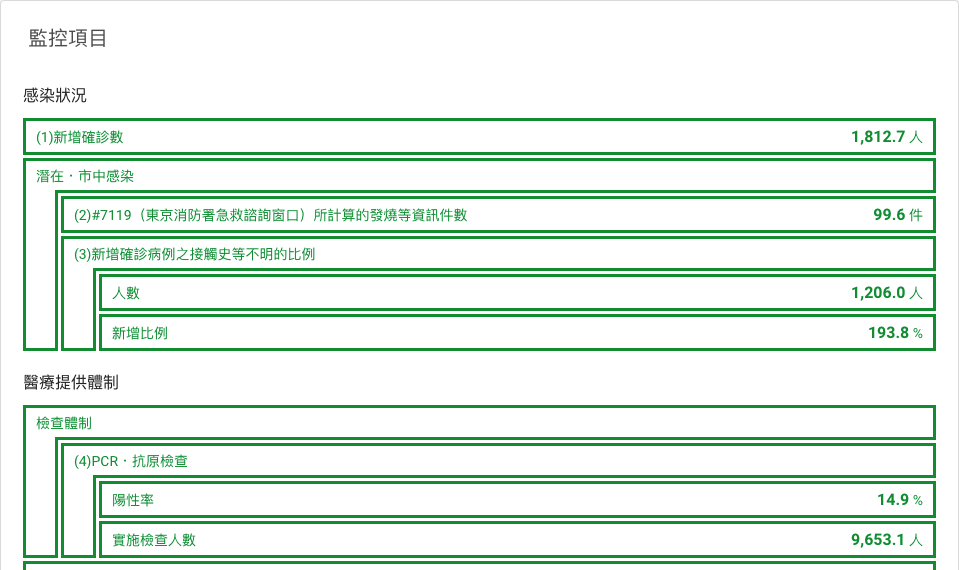 監控項目
感染狀況
(1)新增確診數 1,812.7 人
潛在・市中感染
(2)#7119（東京消防署急救諮詢窗口）所計算的發燒等資訊件數 99.6 件
(3)新增確診病例之接觸史等不明的比例
人數 1,206.0 人
新增比例 193.8 %
醫療提供體制
檢查體制
(4)PCR・抗原檢查
陽性率 14.9 %
實施檢查人數 9,653.1 人